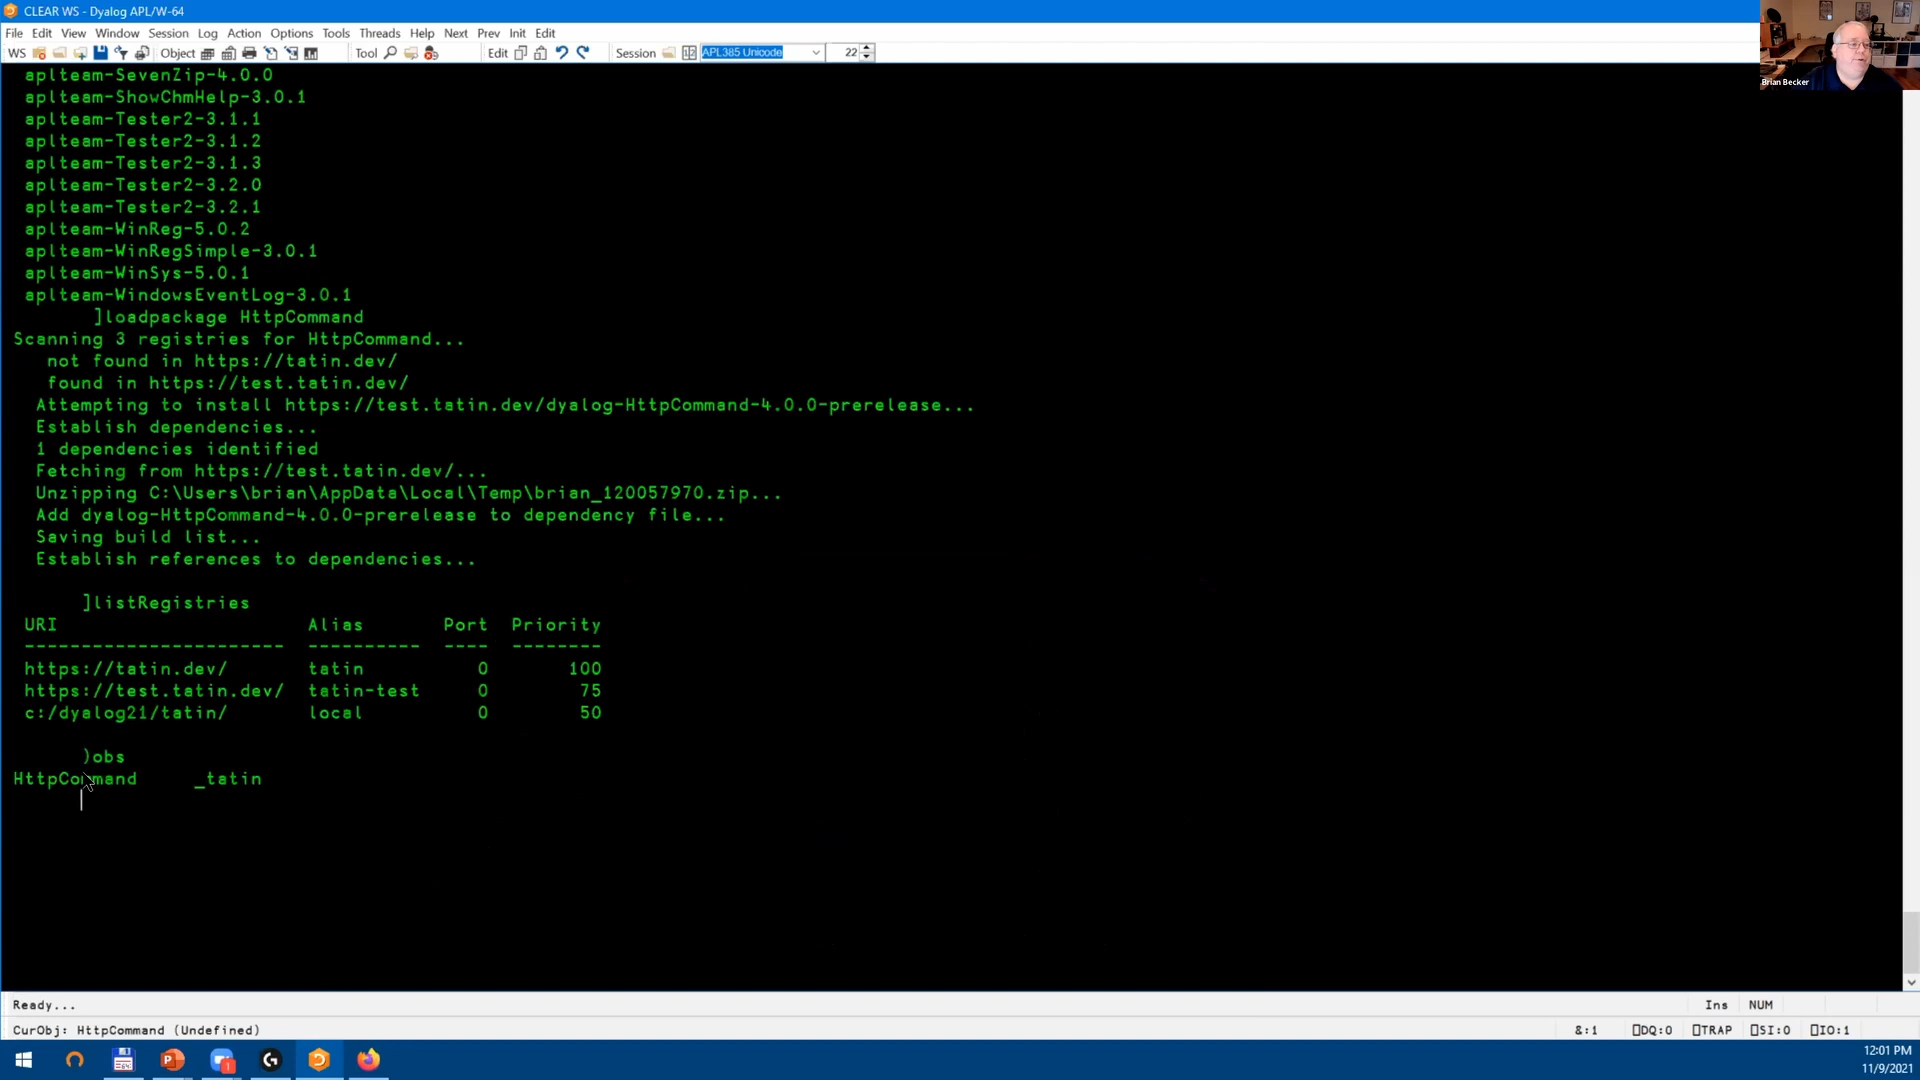 CLEAR WS - Dyalog APL/W-64
File Edit View Window Session Log Action Options Tools Threads Help Next Prev Init Edit
WS Object Tool Edit Session APL385 Unicode 22
Brian Becker
aplteam-SevenZip-4.0.0
aplteam-ShowChmHelp-3.0.1
aplteam-Tester2-3.1.1
aplteam-Tester2-3.1.2
aplteam-Tester2-3.1.3
aplteam-Tester2-3.2.0
aplteam-Tester2-3.2.1
aplteam-WinReg-5.0.2
aplteam-WinRegSimple-3.0.1
aplteam-WinSys-5.0.1
aplteam-WindowsEventLog-3.0.1
]loadpackage HttpCommand
Scanning 3 registries for HttpCommand...
not found in https://tatin.dev/
found in https://test.tatin.dev/
Attempting to install https://test.tatin.dev/dyalog-HttpCommand-4.0.0-prerelease...
Establish dependencies...
1 dependencies identified
Fetching from https://test.tatin.dev/...
Unzipping C:\Users\brian\AppData\Local\Temp\brian_120057970.zip...
Add dyalog-HttpCommand-4.0.0-prerelease to dependency file...
Saving build list...
Establish references to dependencies...
]listRegistries
URI Alias Port Priority
----------------------- ---------- ---- --------
https://tatin.dev/ tatin 0 100
https://test.tatin.dev/ tatin-test 0 75
c:/dyalog21/tatin/ local 0 50
)obs
HttpCommand _tatin
Ready... Ins NUM
CurObj: HttpCommand (Undefined) &:1 ⎕DQ:0 ⎕TRAP ⎕SI:0 ⎕IO:1
12:01 PM
11/9/2021